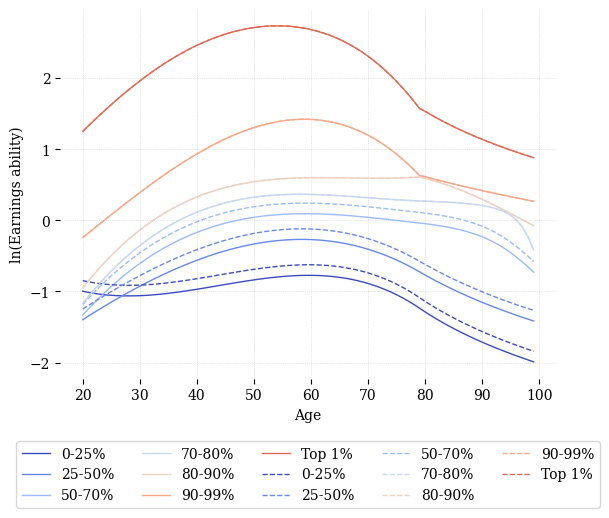 ln(Earnings ability)
2
1
0
−1
−2
20 30 40 50 60 70 80 90 100
Age
0-25% 70-80% Top 1% 50-70% 90-99%
25-50% 80-90% 0-25% 70-80% Top 1%
50-70% 90-99% 25-50% 80-90%